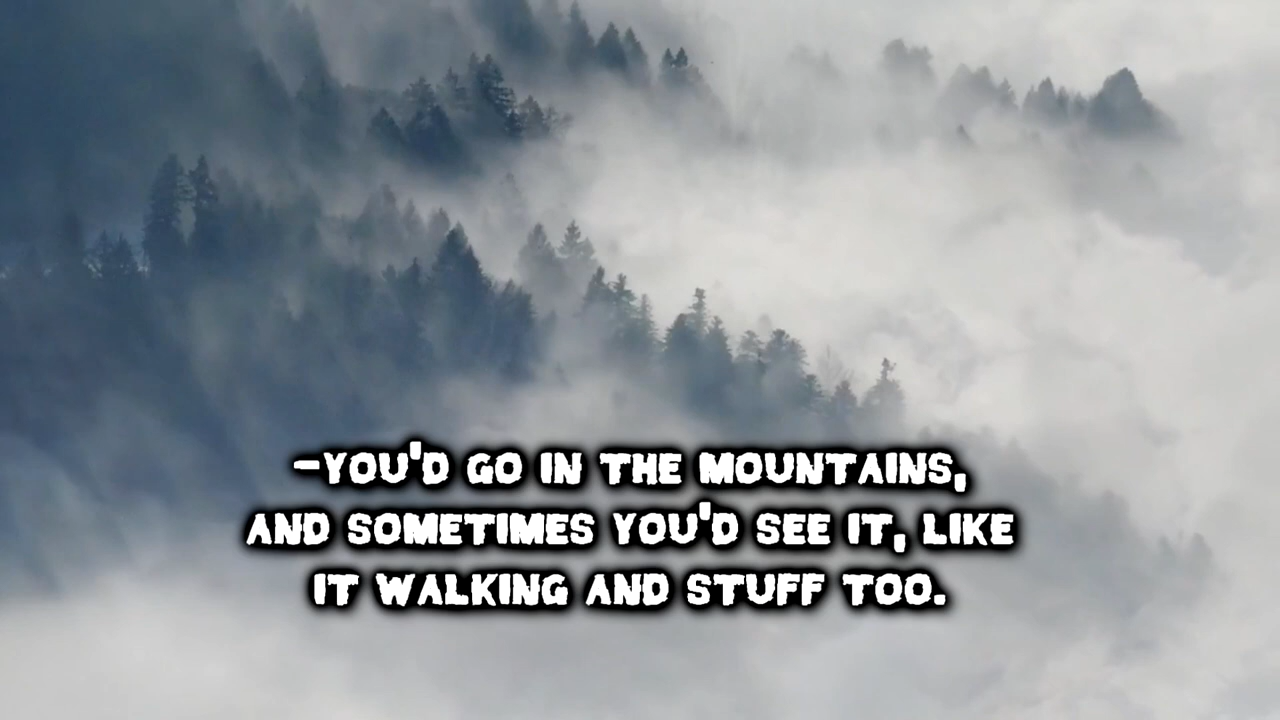 -YOU'D GO IN THE MOUNTAINS,
AND SOMETIMES YOU'D SEE IT, LIKE
IT WALKING AND STUFF TOO.